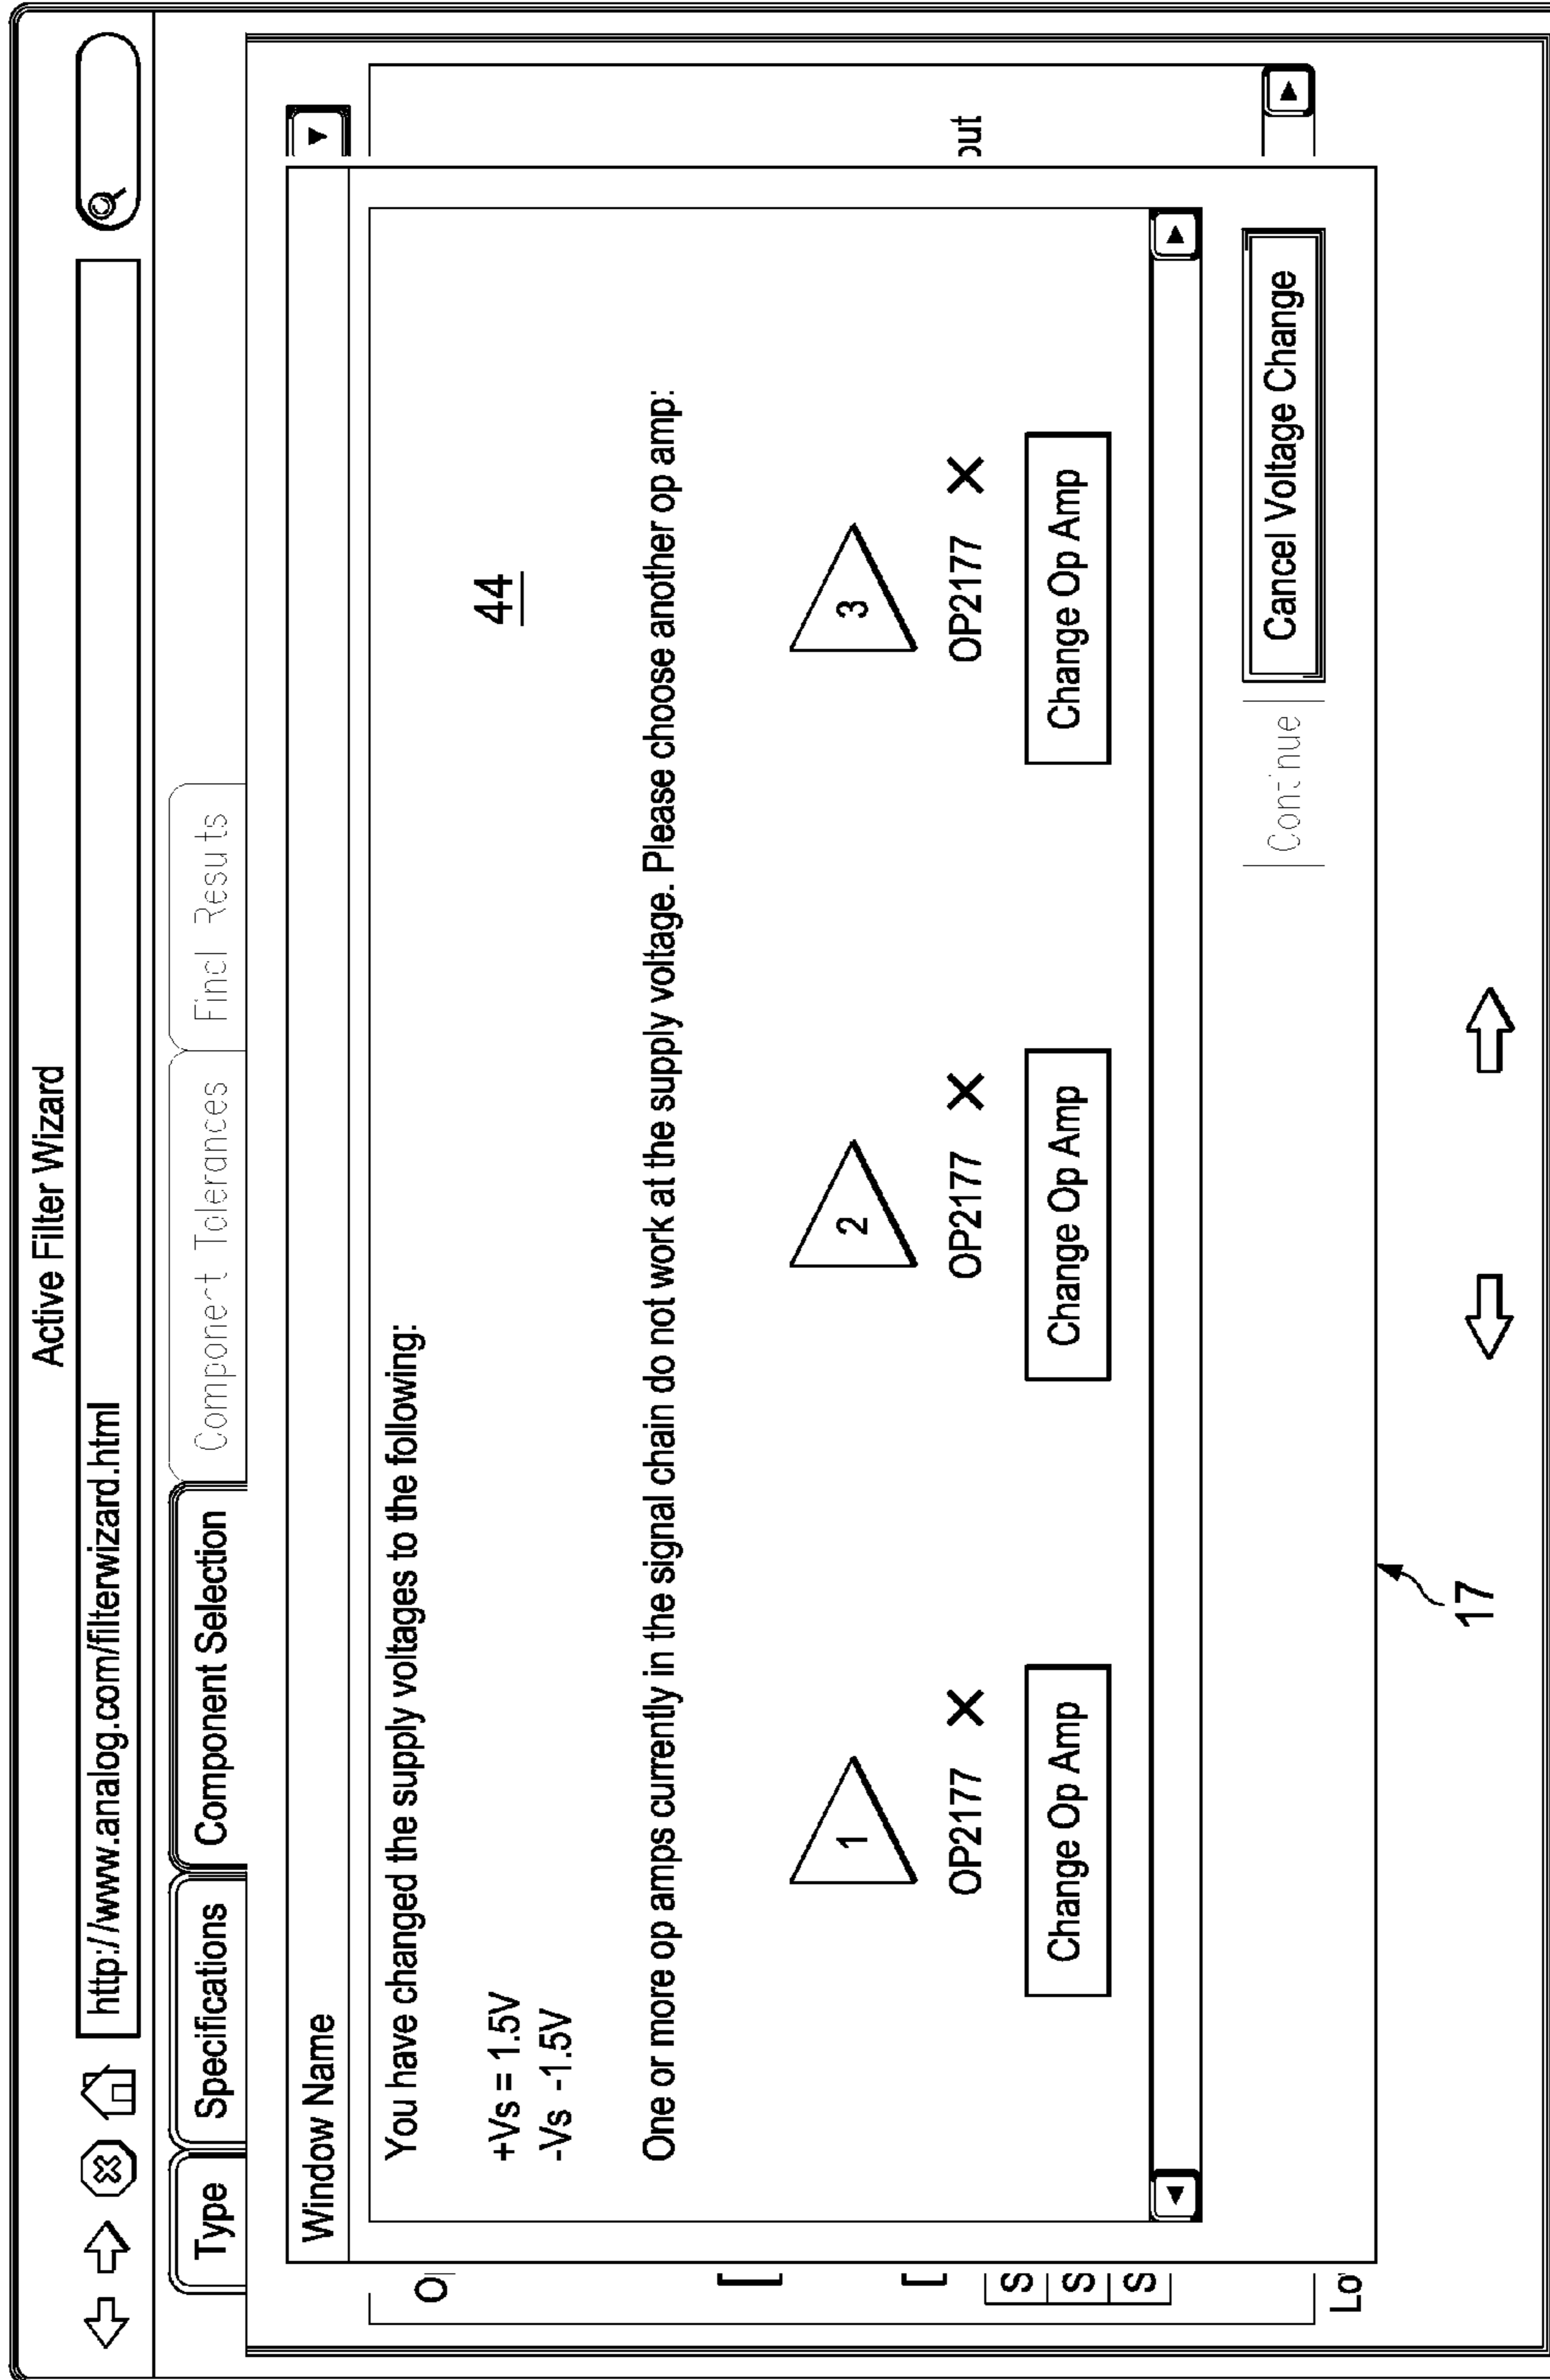 Active Filter Wizard
http://www.analog.com/filterwizard.html
Type
Specifications
Component Selection
Component Tolerances
Final Results
Window Name
You have changed the supply voltages to the following:
+Vs = 1.5V
-Vs -1.5V
44
One or more op amps currently in the signal chain do not work at the supply voltage. Please choose another op amp:
1
2
3
OP2177 X
OP2177 X
OP2177 X
Change Op Amp
Change Op Amp
Change Op Amp
Continue
Cancel Voltage Change
S
S
S
Lo
17